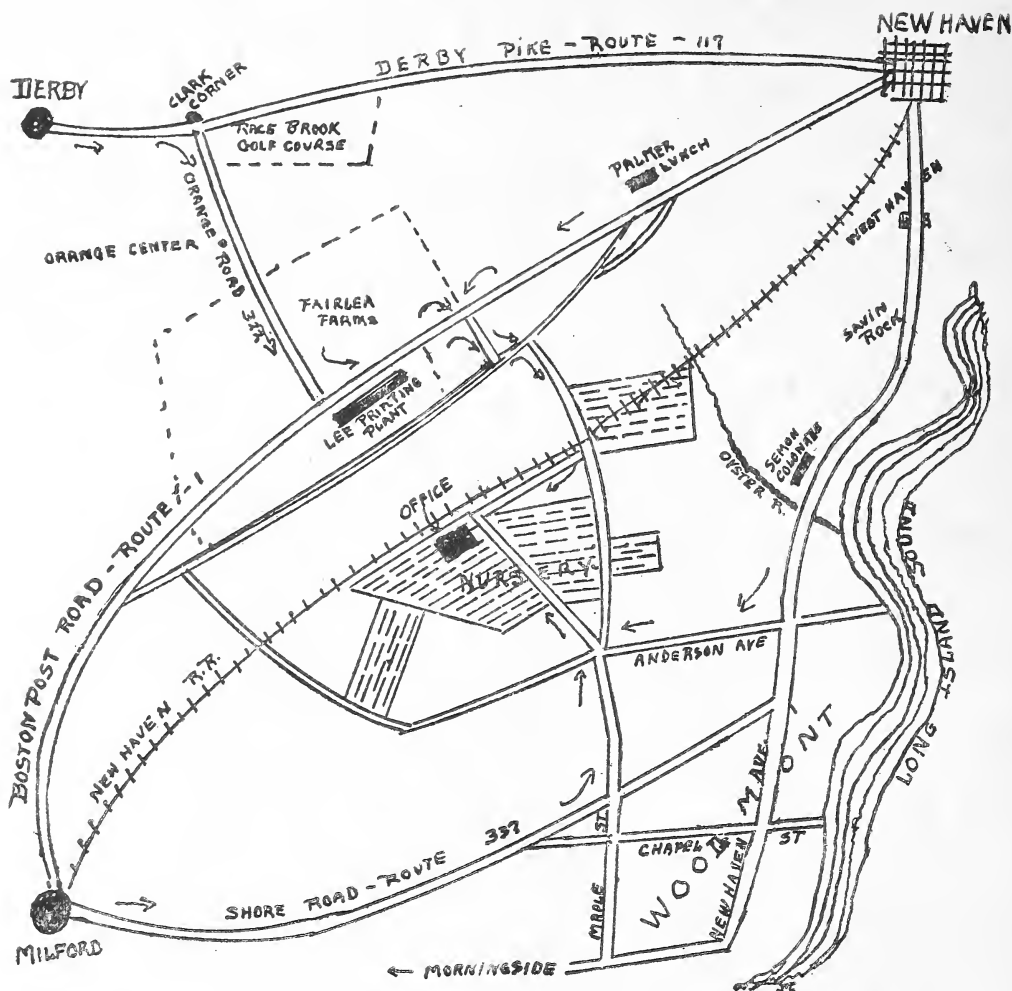 NEW HAVEN
DERBY PIKE - ROUTE - 117
DERBY
CLARK
CORNER
RACE BROOK
GOLF COURSE
PALMER
LUNCH
WEST HAVEN
ORANGE CENTER
ORANGE ROAD
FAIRLEA
FARMS
SAVIN
ROCK
LEE PRINTING
PLANT
SEMON
COLONADE
OYSTER R.
OFFICE
NURSERY
BOSTON POST ROAD - ROUTE - 1
LONG ISLAND SOUND
ANDERSON AVE
NEW HAVEN R.R.
WOODMONT
NEW HAVEN AVE.
SHORE ROAD - ROUTE 337
CHAPEL ST
MAPLE ST
MILFORD
MORNINGSIDE